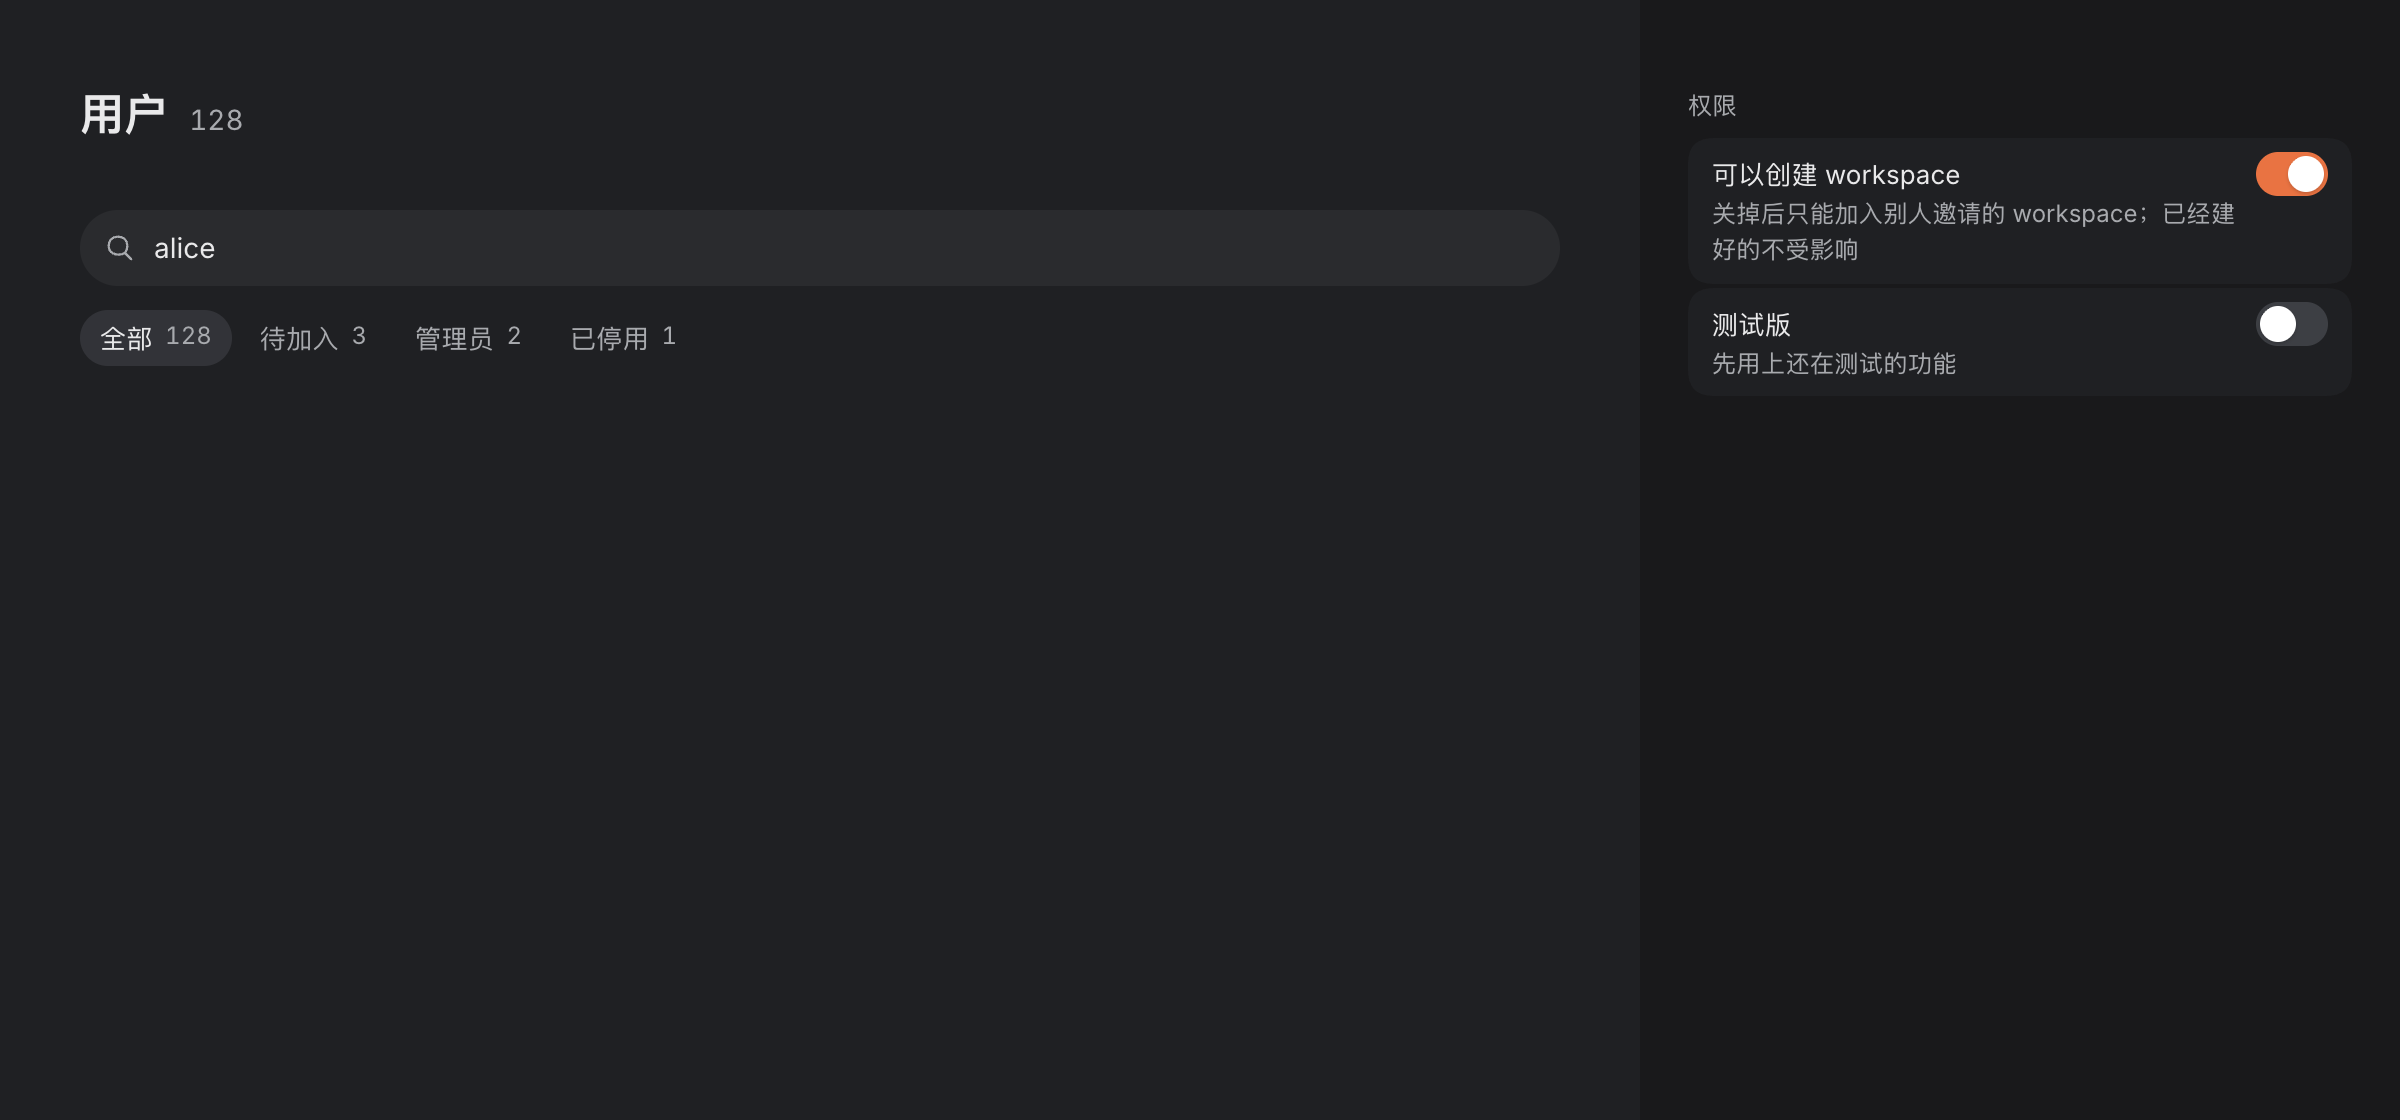 用户 128
alice
全部 128 待加入 3 管理员 2 已停用 1
权限
可以创建 workspace
关掉后只能加入别人邀请的 workspace；已经建
好的不受影响
测试版
先用上还在测试的功能